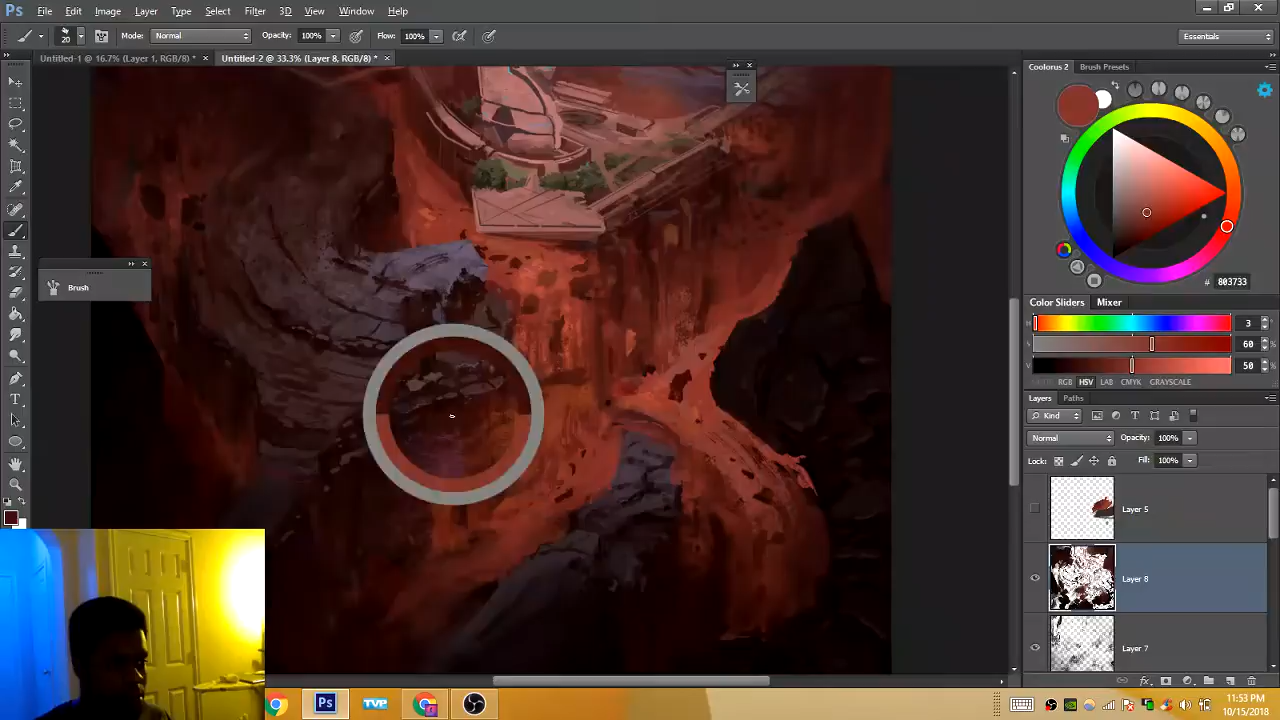 Ps File Edit Image Layer Type Select Filter 3D View Window Help
20 Mode: Normal Opacity: 100% Flow: 100% Essentials
Untitled-1 @ 16.7% (Layer 1, RGB/8) * × Untitled-2 @ 33.3% (Layer 8, RGB/8) * ×
Coolorus 2 Brush Presets
Brush
# 803733
Color Sliders Mixer
H 3 °
S 60 %
V 50 %
RGB HSV LAB CMYK GRAYSCALE
Layers Paths
Kind
Normal Opacity: 100%
Lock: Fill: 100%
Layer 5
Layer 8
Layer 7
Ps TVP
11:53 PM
10/15/2018